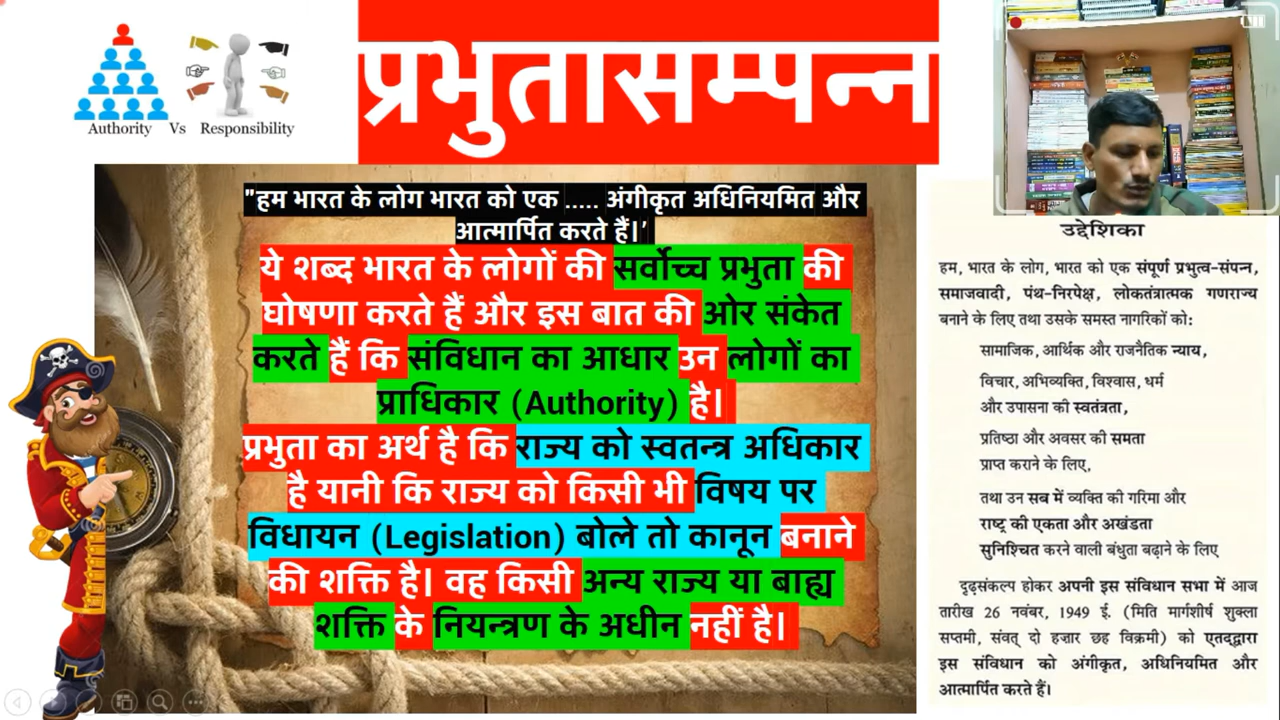 Authority Vs Responsibility
प्रभुतासम्पन्न
"हम भारत के लोग भारत को एक ..... अंगीकृत अधिनियमित और
आत्मार्पित करते हैं।’
ये शब्द भारत के लोगों की सर्वोच्च प्रभुता की
घोषणा करते हैं और इस बात की ओर संकेत
करते हैं कि संविधान का आधार उन लोगों का
प्राधिकार (Authority) है।
प्रभुता का अर्थ है कि राज्य को स्वतन्त्र अधिकार
है यानी कि राज्य को किसी भी विषय पर
विधायन (Legislation) बोले तो कानून बनाने
की शक्ति है। वह किसी अन्य राज्य या बाह्य
शक्ति के नियन्त्रण के अधीन नहीं है।
उद्देशिका
हम, भारत के लोग, भारत को एक संपूर्ण प्रभुत्व-संपन्न,
समाजवादी, पंथ-निरपेक्ष, लोकतंत्रात्मक गणराज्य
बनाने के लिए तथा उसके समस्त नागरिकों को:
सामाजिक, आर्थिक और राजनैतिक न्याय,
विचार, अभिव्यक्ति, विश्वास, धर्म
और उपासना की स्वतंत्रता,
प्रतिष्ठा और अवसर की समता
प्राप्त कराने के लिए,
तथा उन सब में व्यक्ति की गरिमा और
राष्ट्र की एकता और अखंडता
सुनिश्चित करने वाली बंधुता बढ़ाने के लिए
दृढ़संकल्प होकर अपनी इस संविधान सभा में आज
तारीख 26 नवंबर, 1949 ई. (मिति मार्गशीर्ष शुक्ला
सप्तमी, संवत् दो हज़ार छह विक्रमी) को एतद्द्वारा
इस संविधान को अंगीकृत, अधिनियमित और
आत्मार्पित करते हैं।